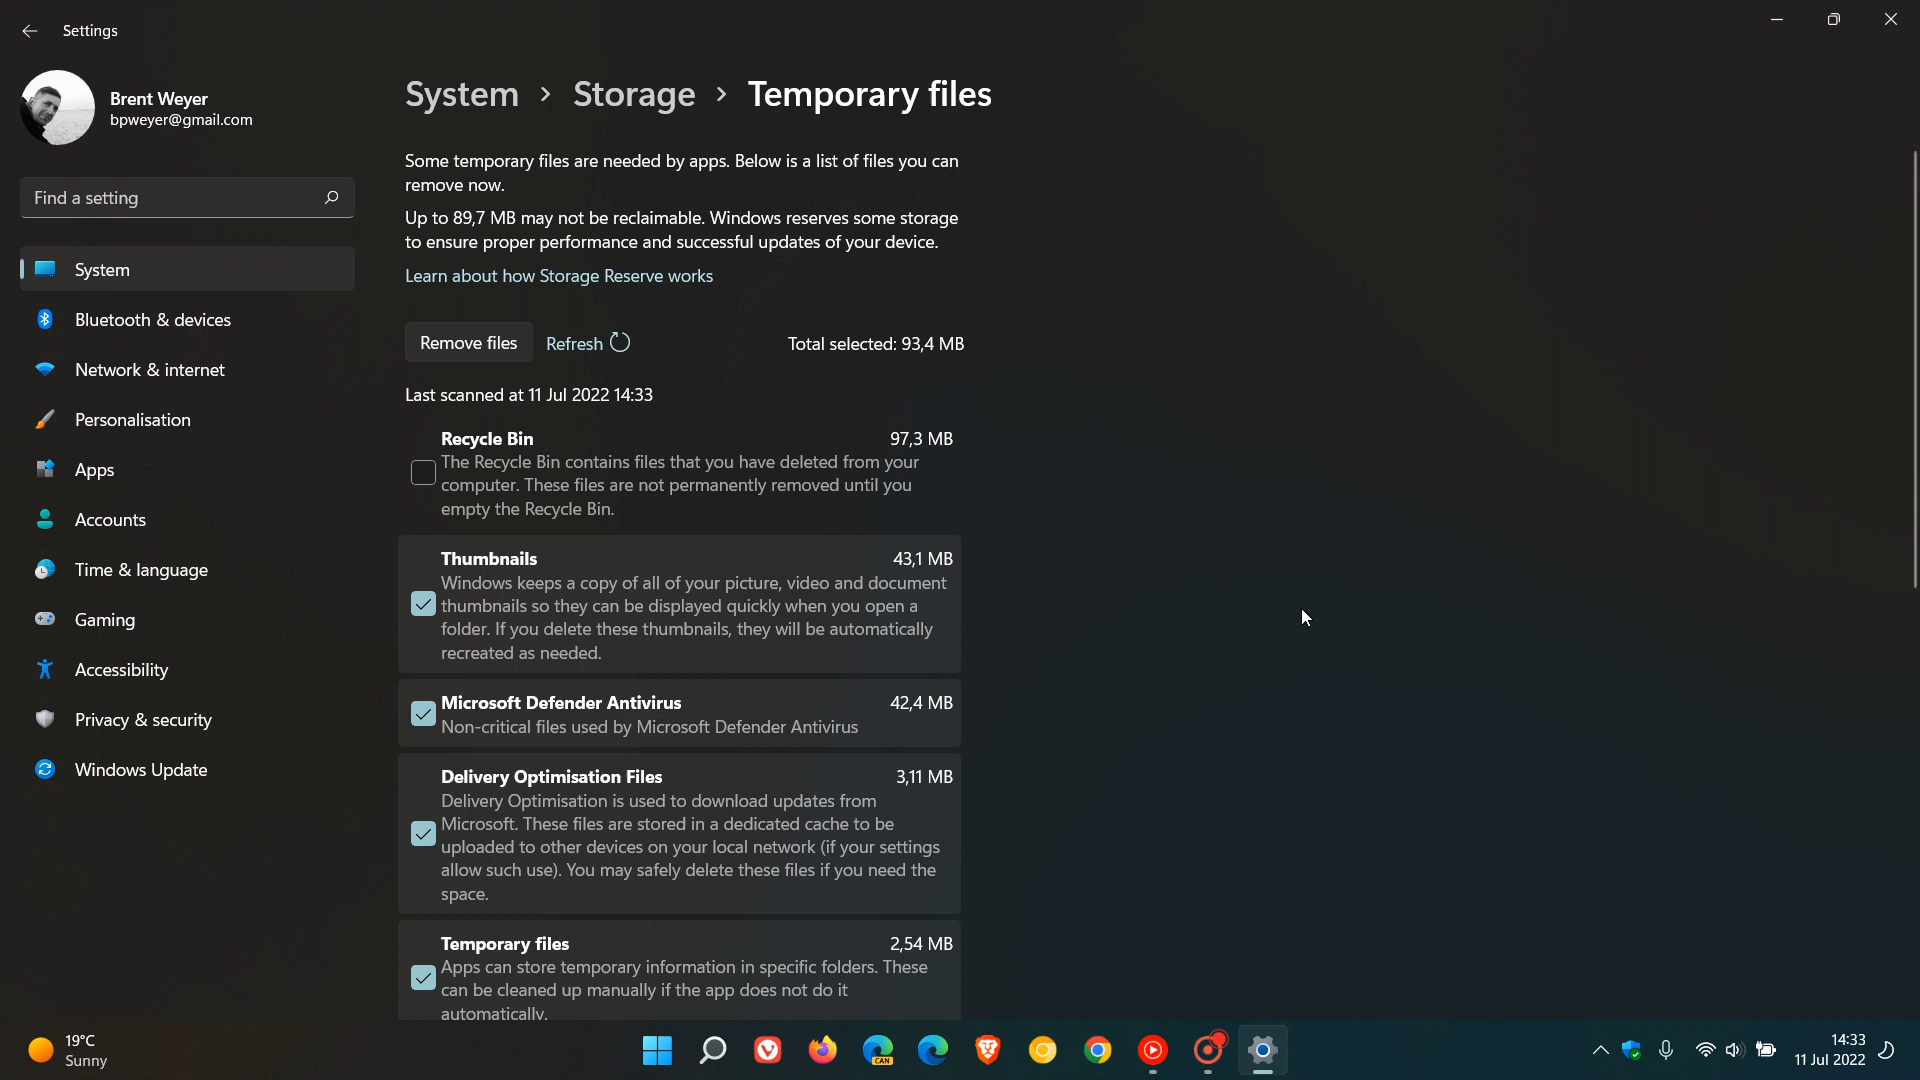 Settings
Brent Weyer
bpweyer@gmail.com
Find a setting
System
Bluetooth & devices
Network & internet
Personalisation
Apps
Accounts
Time & language
Gaming
Accessibility
Privacy & security
Windows Update
System > Storage > Temporary files
Some temporary files are needed by apps. Below is a list of files you can
remove now.
Up to 89,7 MB may not be reclaimable. Windows reserves some storage
to ensure proper performance and successful updates of your device.
Learn about how Storage Reserve works
Remove files Refresh Total selected: 93,4 MB
Last scanned at 11 Jul 2022 14:33
Recycle Bin 97,3 MB
The Recycle Bin contains files that you have deleted from your
computer. These files are not permanently removed until you
empty the Recycle Bin.
Thumbnails 43,1 MB
Windows keeps a copy of all of your picture, video and document
thumbnails so they can be displayed quickly when you open a
folder. If you delete these thumbnails, they will be automatically
recreated as needed.
Microsoft Defender Antivirus 42,4 MB
Non-critical files used by Microsoft Defender Antivirus
Delivery Optimisation Files 3,11 MB
Delivery Optimisation is used to download updates from
Microsoft. These files are stored in a dedicated cache to be
uploaded to other devices on your local network (if your settings
allow such use). You may safely delete these files if you need the
space.
Temporary files 2,54 MB
Apps can store temporary information in specific folders. These
can be cleaned up manually if the app does not do it
automatically.
19°C
Sunny
CAN
14:33
11 Jul 2022